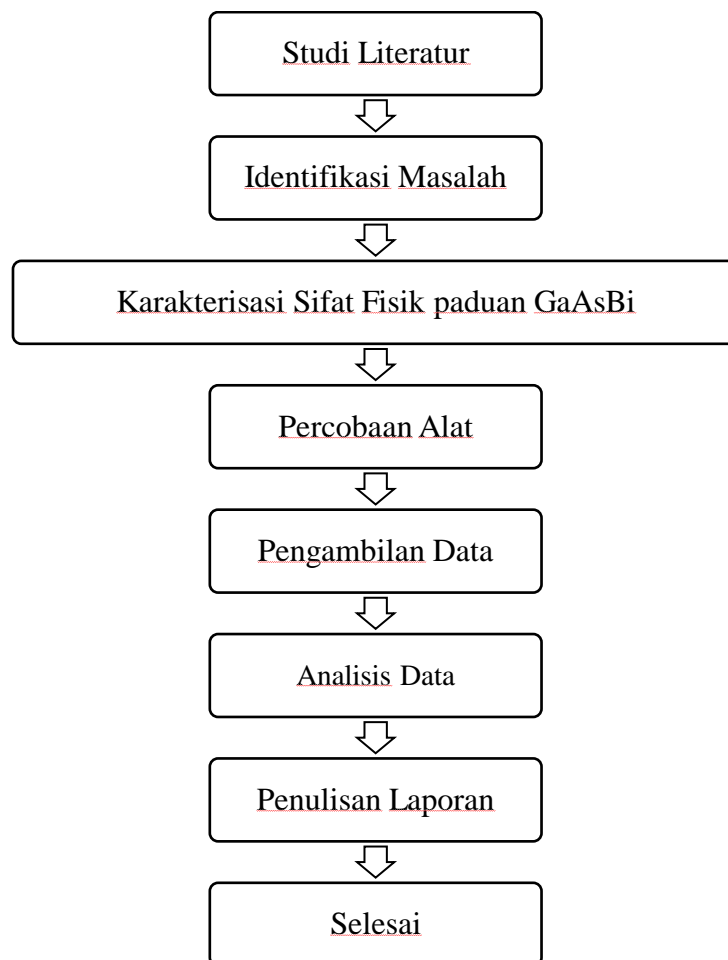 Studi Literatur
Identifikasi Masalah
Karakterisasi Sifat Fisik paduan GaAsBi
Percobaan Alat
Pengambilan Data
Analisis Data
Penulisan Laporan
Selesai